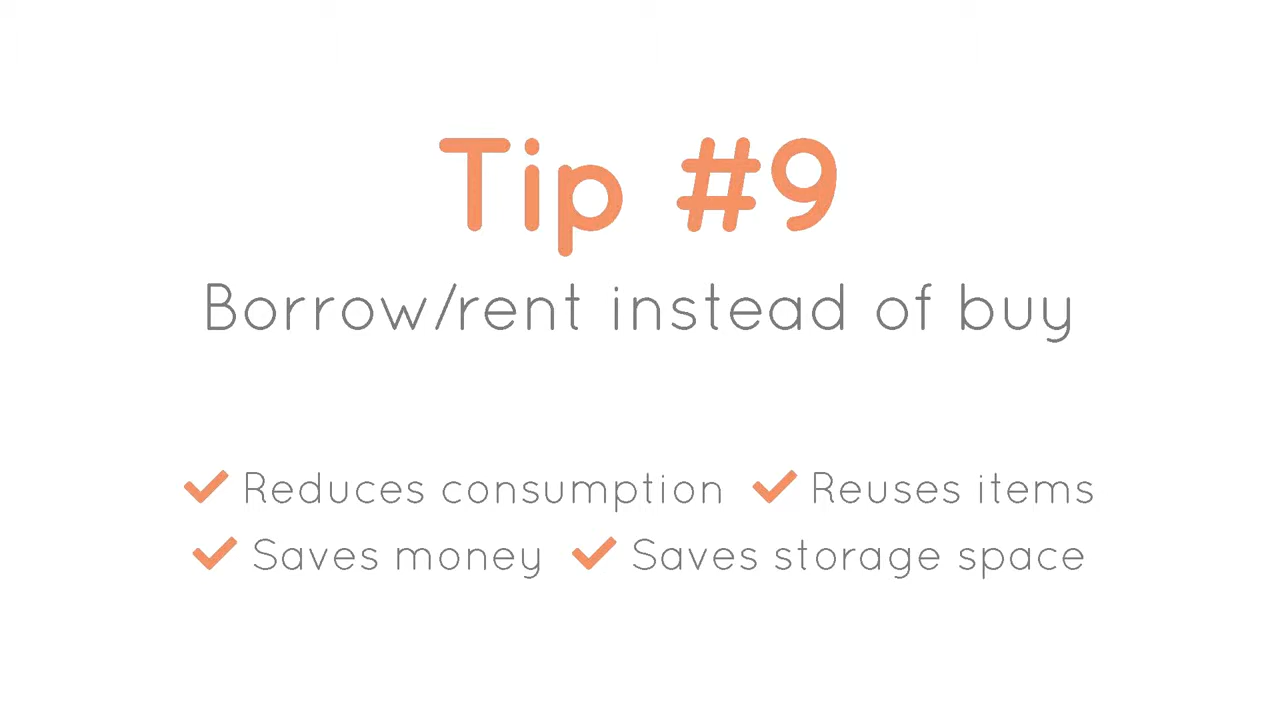 Tip #9
Borrow/rent instead of buy
Reduces consumption Reuses items
Saves money Saves storage space